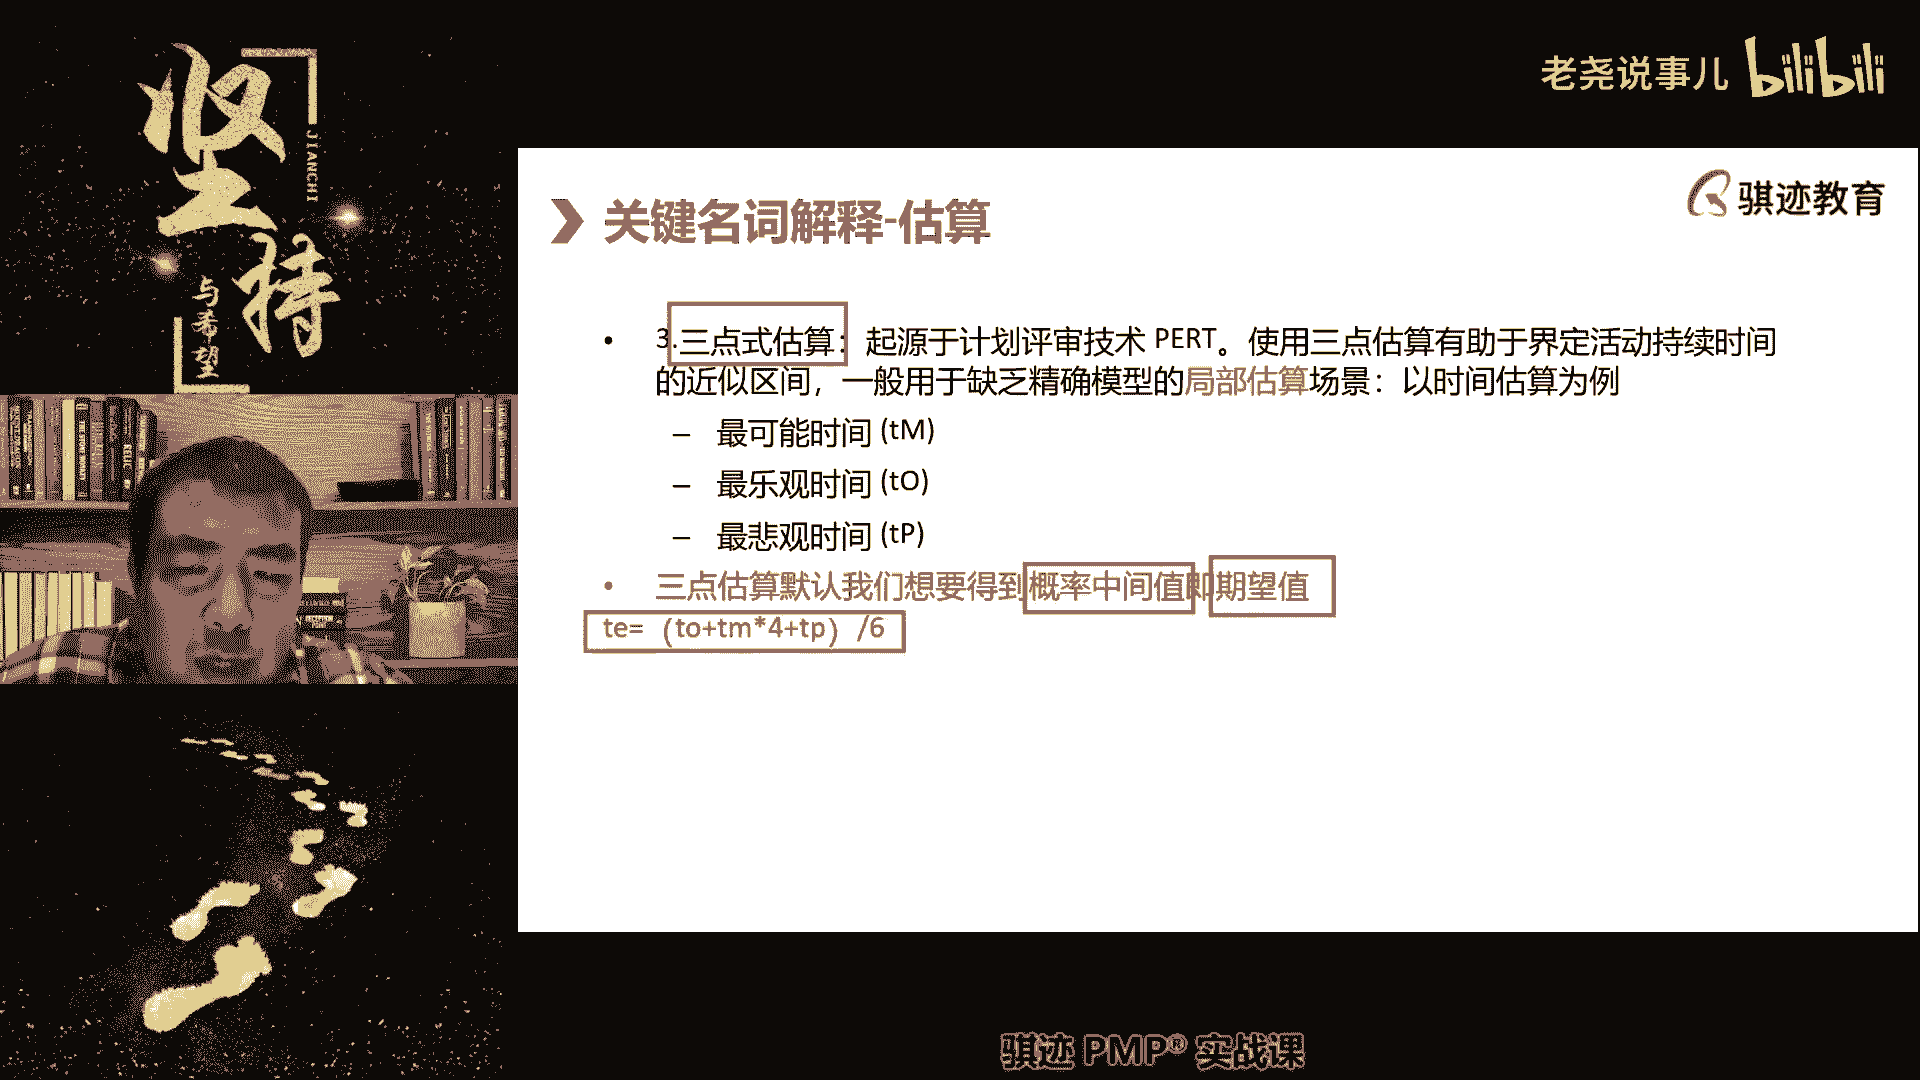 坚持
JIANCHI
与希望
老尧说事儿 bilibili
骐迹教育
关键名词解释-估算
• 3.三点式估算：起源于计划评审技术 PERT。使用三点估算有助于界定活动持续时间
的近似区间，一般用于缺乏精确模型的局部估算场景：以时间估算为例
– 最可能时间 (tM)
– 最乐观时间 (tO)
– 最悲观时间 (tP)
• 三点估算默认我们想要得到概率中间值即期望值
te=（to+tm*4+tp）/6
骐迹 PMP® 实战课